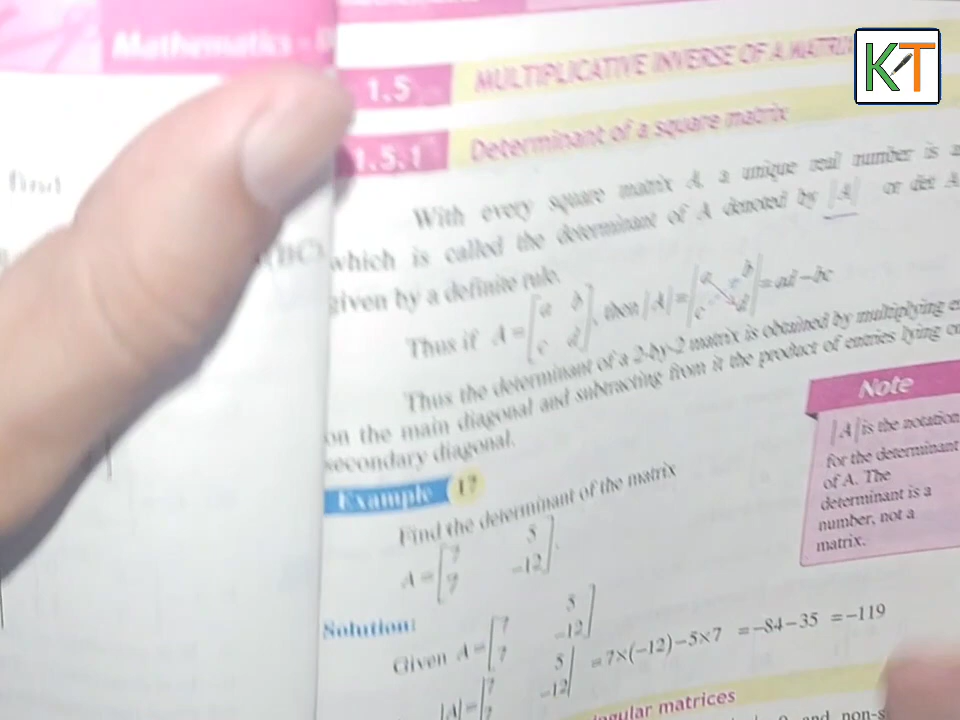 Mathematics -
KT
1.5 MULTIPLICATIVE INVERSE OF A MATRIX
1.5.1 Determinant of a square matrix
find
With every square matrix A, a unique real number is
(BC)
which is called the determinant of A denoted by |A| or det A
given by a definite rule.
Thus if A = [a b c d], then |A| = |a b c d| = ad − bc
Thus the determinant of a 2-by-2 matrix is obtained by multiplying
on the main diagonal and subtracting from it the product of entries lying
secondary diagonal.
Note
|A| is the notation
for the determinant
of A. The
determinant is a
number, not a
matrix.
Example 17
Find the determinant of the matrix
A = [7 5 7 −12].
Solution:
Given A = [7 5 7 −12]
|A| = |7 5 7 −12| = 7×(−12)−5×7 = −84−35 = −119
matrices
and